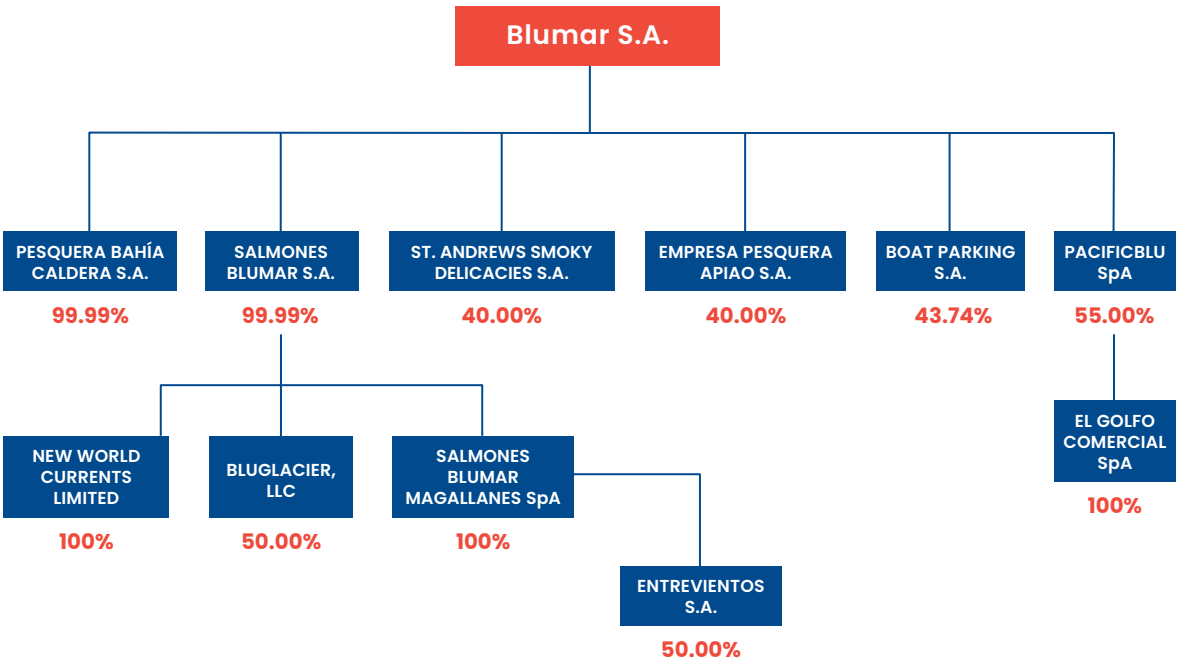 Blumar S.A.
PESQUERA BAHÍA
CALDERA S.A.
99.99%
SALMONES
BLUMAR S.A.
99.99%
ST. ANDREWS SMOKY
DELICACIES S.A.
40.00%
EMPRESA PESQUERA
APIAO S.A.
40.00%
BOAT PARKING
S.A.
43.74%
PACIFICBLU
SpA
55.00%
NEW WORLD
CURRENTS
LIMITED
100%
BLUGLACIER,
LLC
50.00%
SALMONES
BLUMAR
MAGALLANES SpA
100%
EL GOLFO
COMERCIAL
SpA
100%
ENTREVIENTOS
S.A.
50.00%